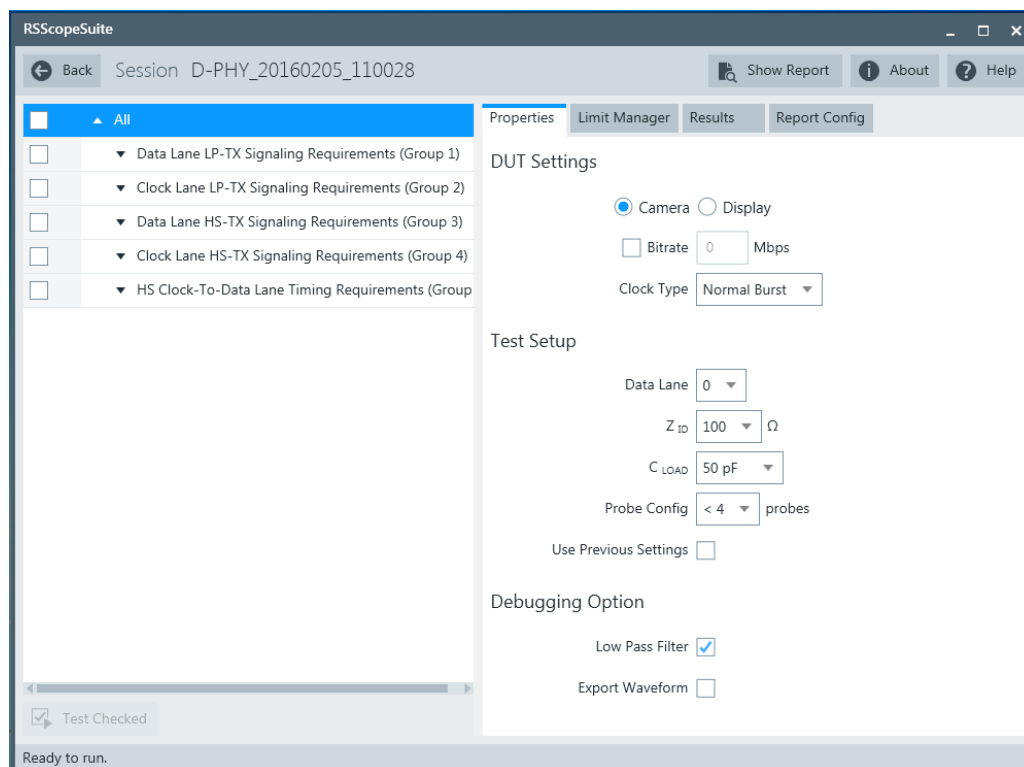 RSScopeSuite
Back Session D-PHY_20160205_110028 Show Report About Help
All
Data Lane LP-TX Signaling Requirements (Group 1)
Clock Lane LP-TX Signaling Requirements (Group 2)
Data Lane HS-TX Signaling Requirements (Group 3)
Clock Lane HS-TX Signaling Requirements (Group 4)
HS Clock-To-Data Lane Timing Requirements (Group
Test Checked
Properties Limit Manager Results Report Config
DUT Settings
Camera Display
Bitrate 0 Mbps
Clock Type Normal Burst
Test Setup
Data Lane 0
Z ID 100 Ω
C LOAD 50 pF
Probe Config < 4 probes
Use Previous Settings
Debugging Option
Low Pass Filter
Export Waveform
Ready to run.